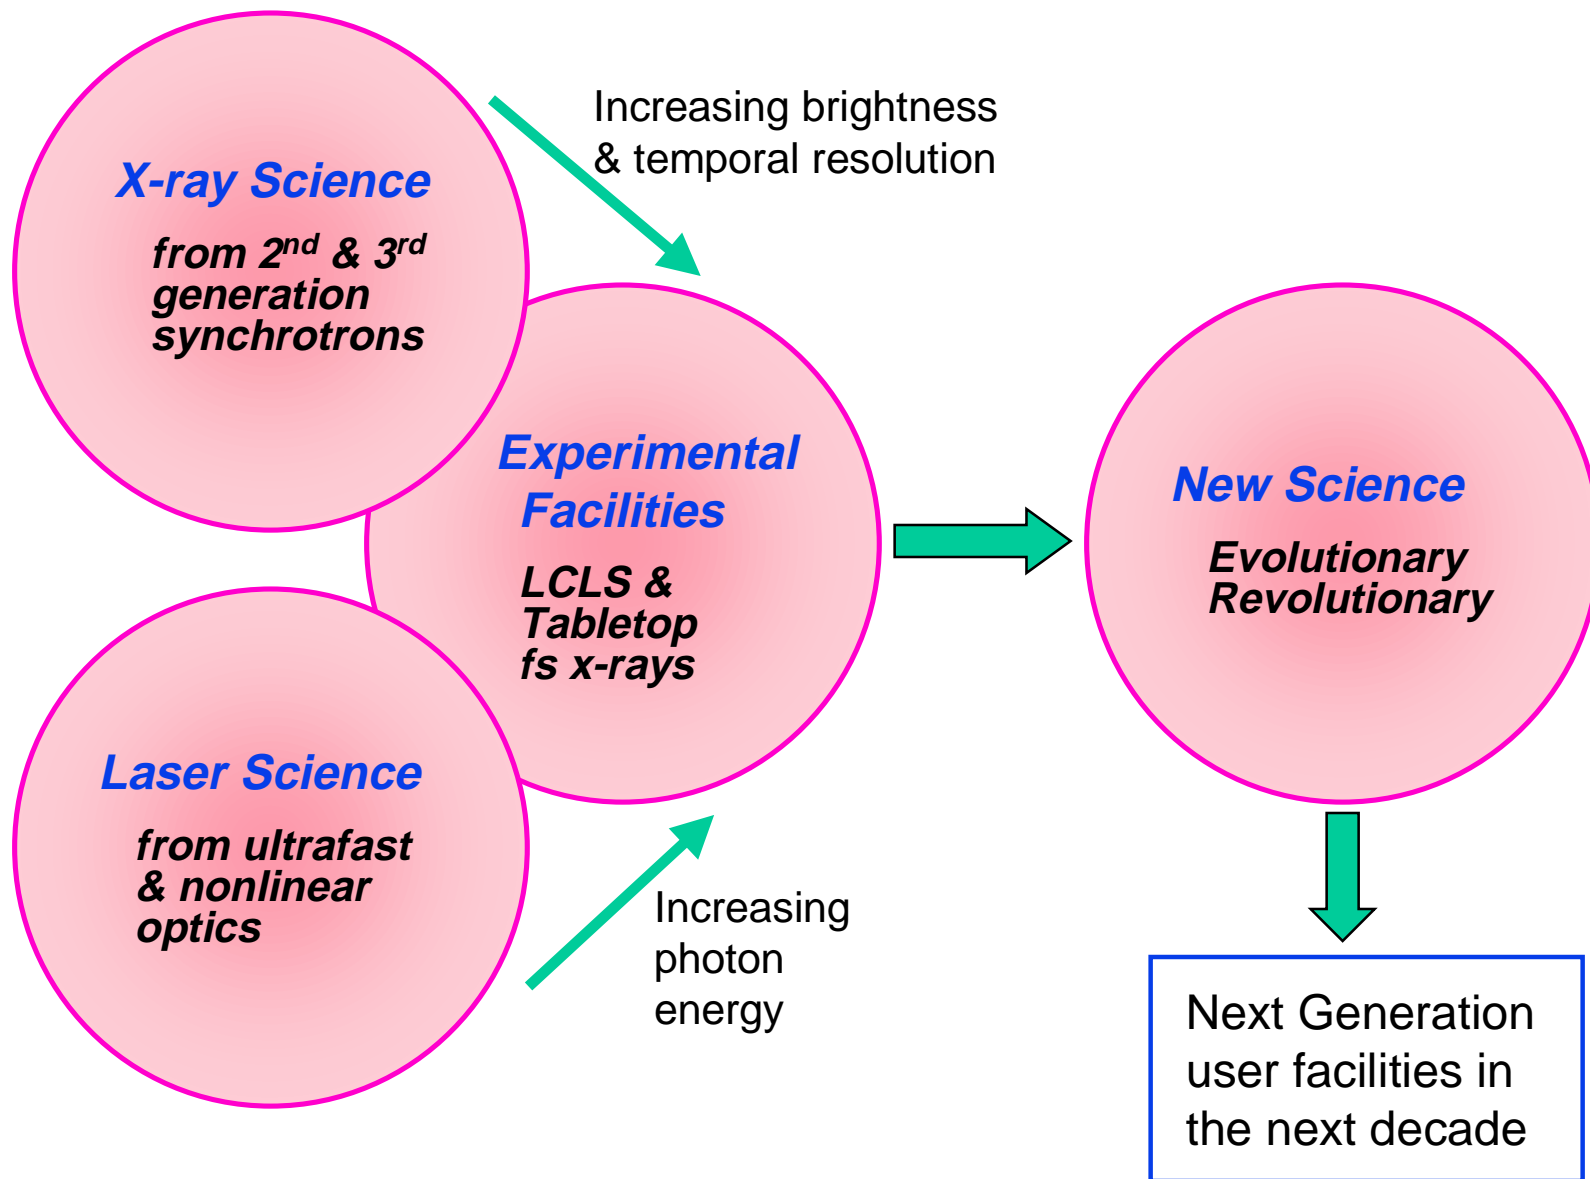 X-ray Science
from 2nd & 3rd
generation
synchrotrons
Increasing brightness
& temporal resolution
Experimental
Facilities
LCLS &
Tabletop
fs x-rays
New Science
Evolutionary
Revolutionary
Laser Science
from ultrafast
& nonlinear
optics
Increasing
photon
energy
Next Generation
user facilities in
the next decade